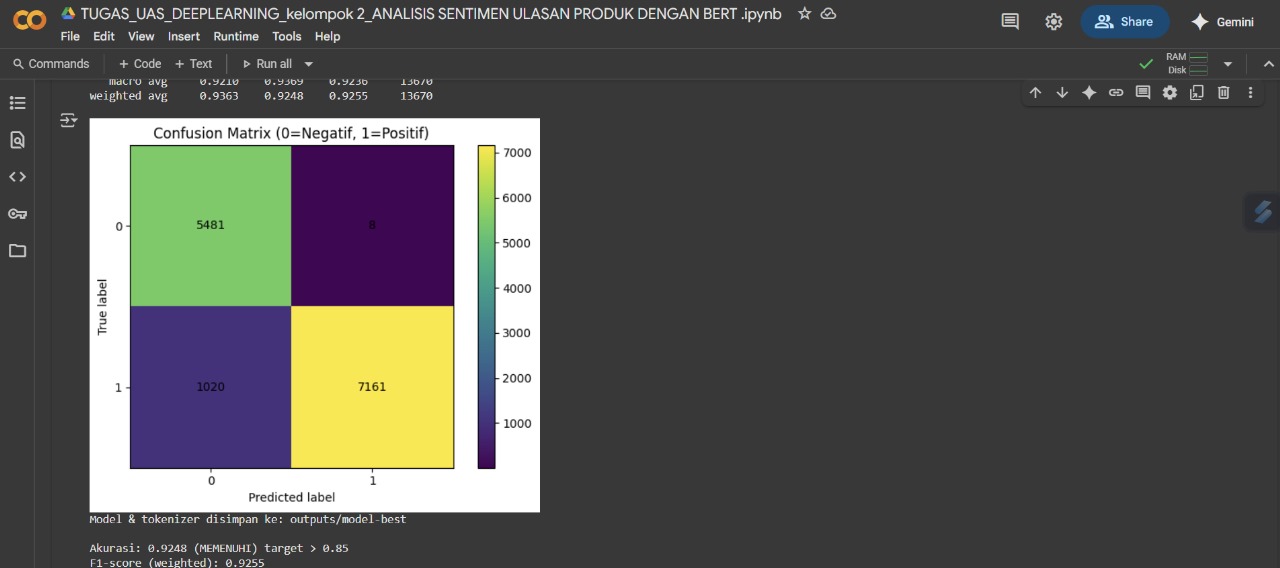 TUGAS_UAS_DEEPLEARNING_kelompok 2_ANALISIS SENTIMEN ULASAN PRODUK DENGAN BERT .ipynb
File Edit View Insert Runtime Tools Help
Share
Gemini
Commands + Code + Text Run all
RAM
Disk
macro avg 0.9210 0.9369 0.9236 13670
weighted avg 0.9363 0.9248 0.9255 13670
Confusion Matrix (0=Negatif, 1=Positif)
5481 8
1020 7161
True label
0
1
0 1
Predicted label
7000
6000
5000
4000
3000
2000
1000
Model & tokenizer disimpan ke: outputs/model-best
Akurasi: 0.9248 (MEMENUHI) target > 0.85
F1-score (weighted): 0.9255